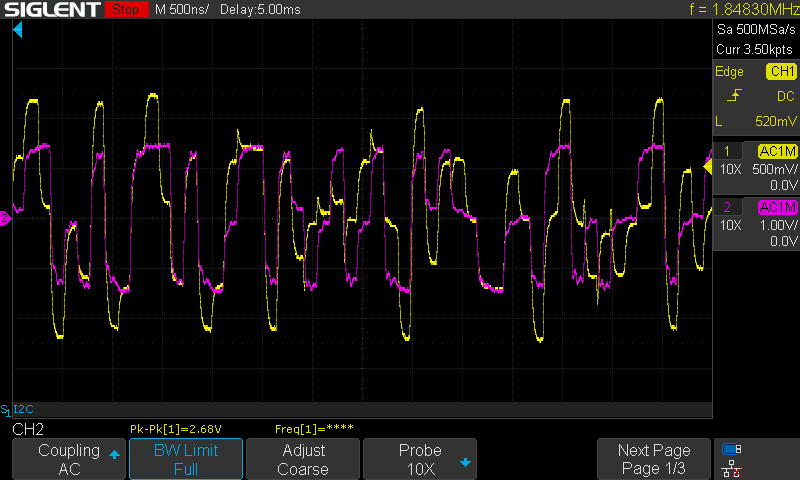 SIGLENT Stop M 500ns/ Delay:5.00ms f = 1.84830MHz
Sa 500MSa/s
Curr 3.50kpts
Edge CH1
DC
L 520mV
1 AC1M
10X 500mV/
0.0V
2 AC1M
10X 1.00V/
0.0V
2
S1 I2C
CH2 Pk-Pk[1]=2.68V Freq[1]=****
Coupling BW Limit Adjust Probe Next Page
AC Full Coarse 10X Page 1/3